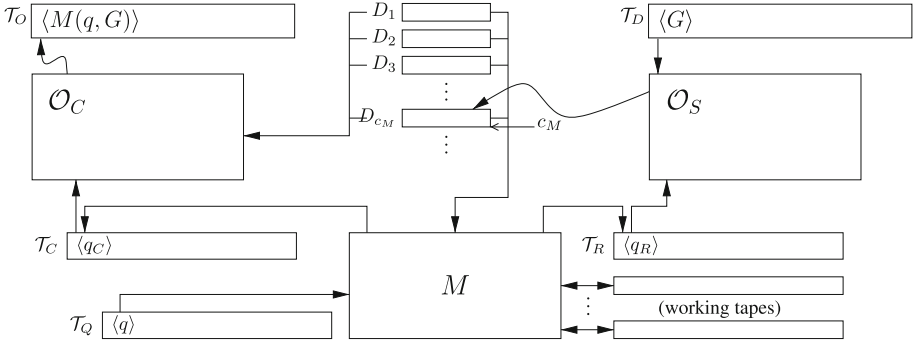 𝒯_O ⟨M(q, G)⟩
D_1
D_2
D_3
⋮
D_{c_M}
c_M
⋮
𝒯_D ⟨G⟩
𝒪_C
𝒪_S
𝒯_C ⟨q_C⟩
𝒯_R ⟨q_R⟩
M
⋮
(working tapes)
𝒯_Q ⟨q⟩